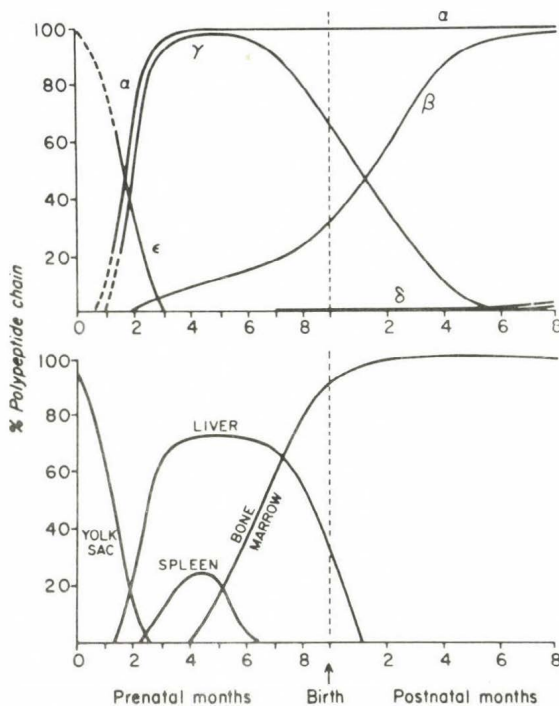 α
100
α
γ
80
β
60
40
ϵ
20
δ
0 2 4 6 8 0 2 4 6 8
% Polypeptide chain
100
80
LIVER
60
BONE
MARROW
40
YOLK
SAC
SPLEEN
20
0 2 4 6 8 0 2 4 6 8
Prenatal months Birth Postnatal months